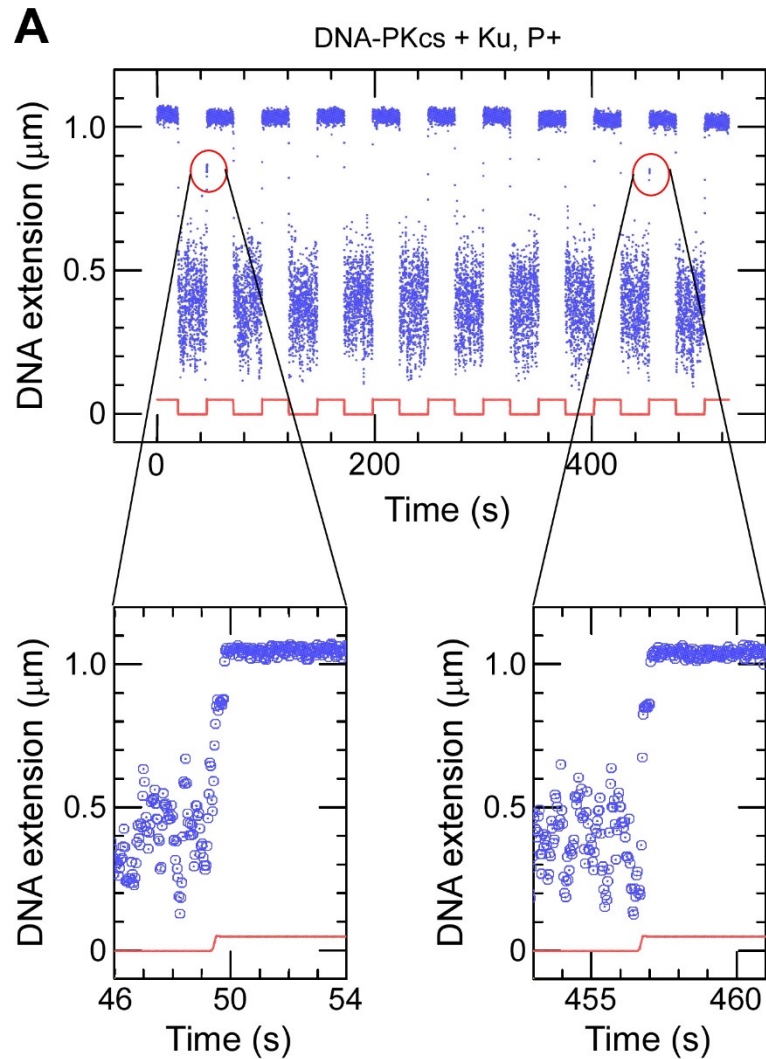 A
DNA-PKcs + Ku, P+
DNA extension (μm)
1.0
0.5
0
0 200 400
Time (s)
DNA extension (μm)
1.0
0.5
0
46 50 54
Time (s)
DNA extension (μm)
1.0
0.5
0
455 460
Time (s)